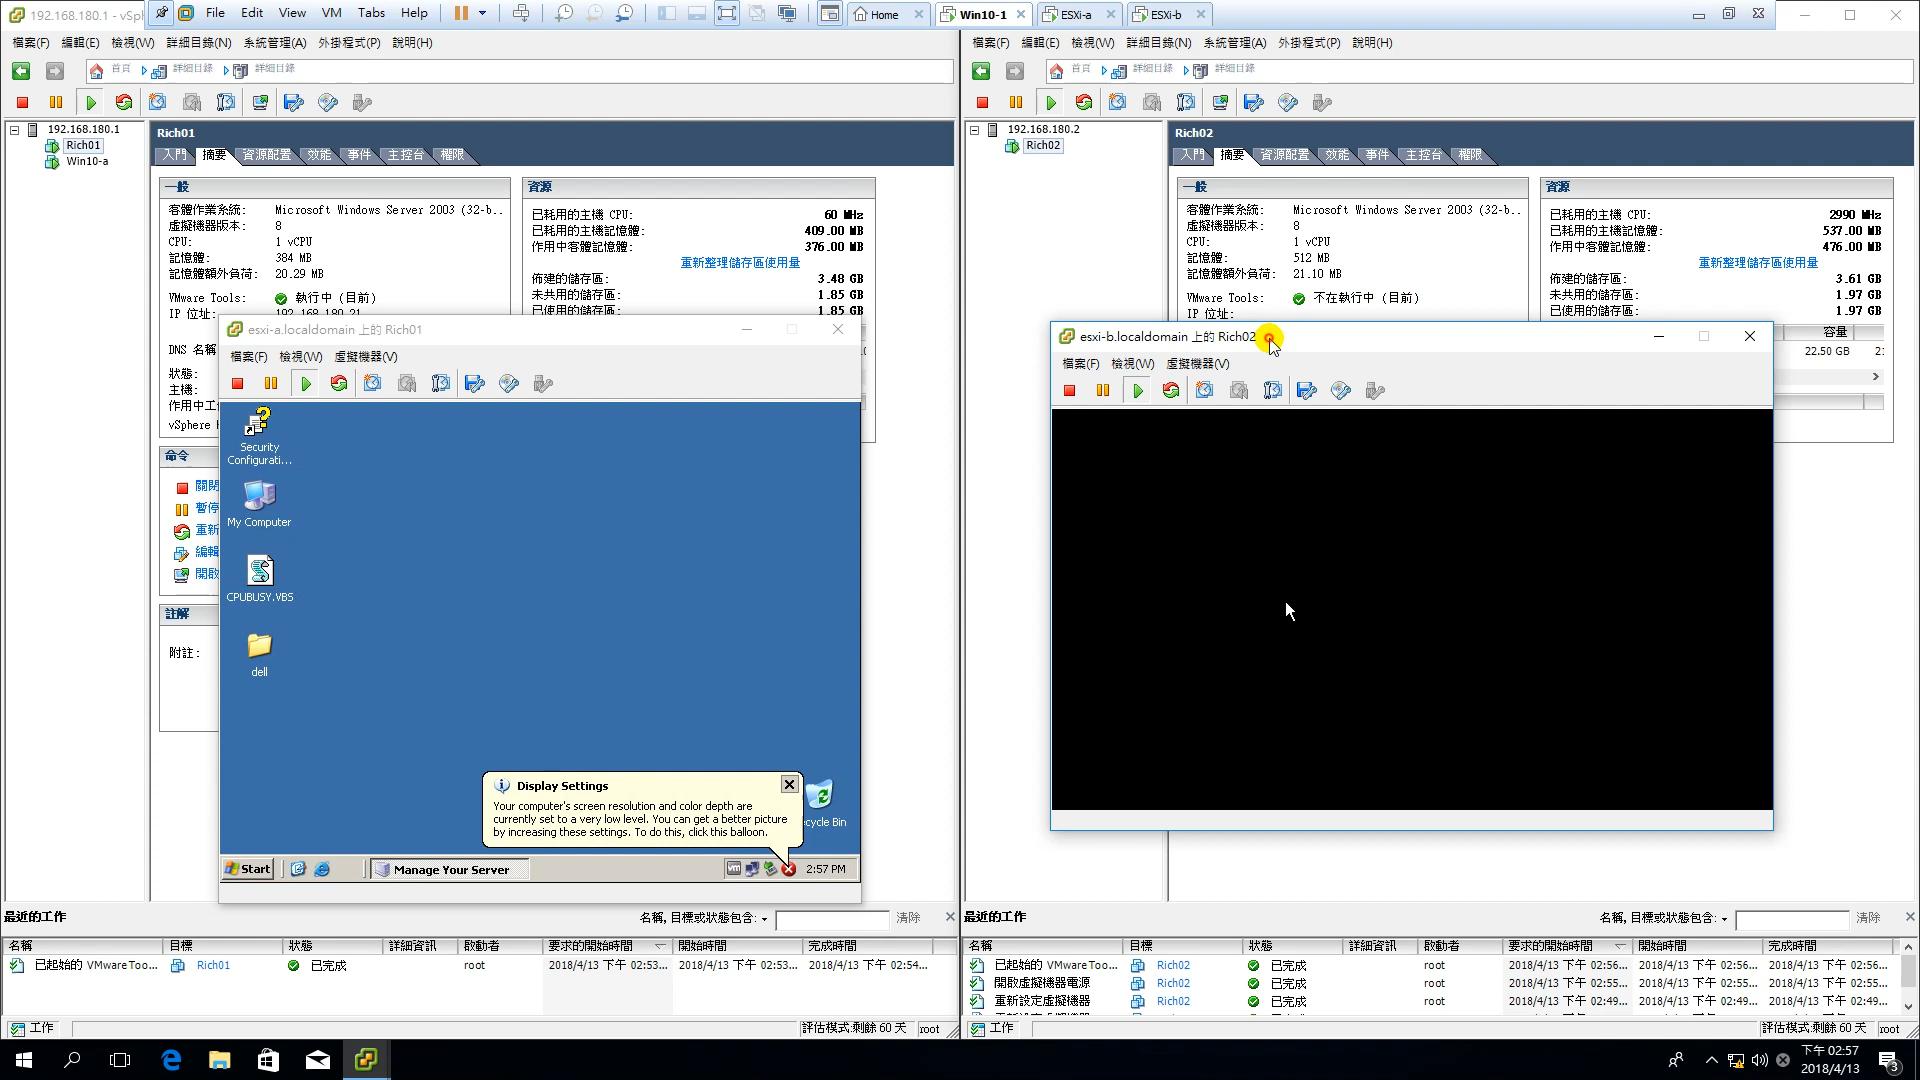 192.168.180.1 - vSpl
File Edit View VM Tabs Help
Home Win10-1 ESXi-a ESXi-b
檔案(F) 編輯(E) 檢視(W) 詳細目錄(N) 系統管理(A) 外掛程式(P) 說明(H)
首頁 詳細目錄 詳細目錄
192.168.180.1
Rich01
Win10-a
Rich01
入門 摘要 資源配置 效能 事件 主控台 權限
一般
客體作業系統: Microsoft Windows Server 2003 (32-b..
虛擬機器版本: 8
CPU: 1 vCPU
記憶體: 384 MB
記憶體額外負荷: 20.29 MB
VMware Tools: 執行中 (目前)
IP 位址: 192.168.180.21
DNS 名稱
狀態:
主機:
作用中工
vSphere
資源
已耗用的主機 CPU: 60 MHz
已耗用的主機記憶體: 409.00 MB
作用中客體記憶體: 376.00 MB
重新整理儲存區使用量
佈建的儲存區: 3.48 GB
未共用的儲存區: 1.85 GB
已使用的儲存區: 1.85 GB
命令
關閉
暫停
重新
編輯
開啟
註解
附註:
esxi-a.localdomain 上的 Rich01
檔案(F) 檢視(W) 虛擬機器(V)
Security
Configurati...
My Computer
CPUBUSY.VBS
dell
Display Settings
Your computer's screen resolution and color depth are
currently set to a very low level. You can get a better picture
by increasing these settings. To do this, click this balloon.
cycle Bin
Start Manage Your Server 2:57 PM
最近的工作 名稱, 目標或狀態包含: 清除
名稱 目標 狀態 詳細資訊 啟動者 要求的開始時間 開始時間 完成時間
已起始的 VMware Too... Rich01 已完成 root 2018/4/13 下午 02:53... 2018/4/13 下午 02:53... 2018/4/13 下午 02:54...
工作 評估模式:剩餘 60 天 root
檔案(F) 編輯(E) 檢視(W) 詳細目錄(N) 系統管理(A) 外掛程式(P) 說明(H)
首頁 詳細目錄 詳細目錄
192.168.180.2
Rich02
Rich02
入門 摘要 資源配置 效能 事件 主控台 權限
一般
客體作業系統: Microsoft Windows Server 2003 (32-b..
虛擬機器版本: 8
CPU: 1 vCPU
記憶體: 512 MB
記憶體額外負荷: 21.10 MB
VMware Tools: 不在執行中 (目前)
IP 位址:
資源
已耗用的主機 CPU: 2990 MHz
已耗用的主機記憶體: 537.00 MB
作用中客體記憶體: 476.00 MB
重新整理儲存區使用量
佈建的儲存區: 3.61 GB
未共用的儲存區: 1.97 GB
已使用的儲存區: 1.97 GB
容量
22.50 GB
esxi-b.localdomain 上的 Rich02
檔案(F) 檢視(W) 虛擬機器(V)
最近的工作 名稱, 目標或狀態包含: 清除
名稱 目標 狀態 詳細資訊 啟動者 要求的開始時間 開始時間 完成時間
已起始的 VMware Too... Rich02 已完成 root 2018/4/13 下午 02:56... 2018/4/13 下午 02:56... 2018/4/13 下午 02:56...
開啟虛擬機器電源 Rich02 已完成 root 2018/4/13 下午 02:55... 2018/4/13 下午 02:55... 2018/4/13 下午 02:55...
重新設定虛擬機器 Rich02 已完成 root 2018/4/13 下午 02:49... 2018/4/13 下午 02:49... 2018/4/13 下午 02:49...
工作 評估模式:剩餘 60 天 root
下午 02:57
2018/4/13
3